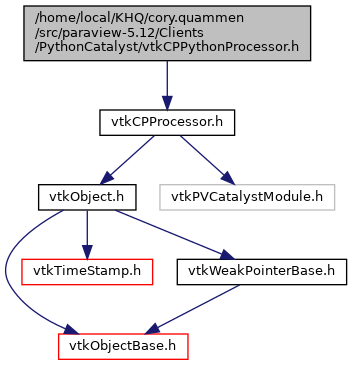 /home/local/KHQ/cory.quammen
/src/paraview-5.12/Clients
/PythonCatalyst/vtkCPPythonProcessor.h
vtkCPProcessor.h
vtkObject.h
vtkPVCatalystModule.h
vtkTimeStamp.h
vtkWeakPointerBase.h
vtkObjectBase.h